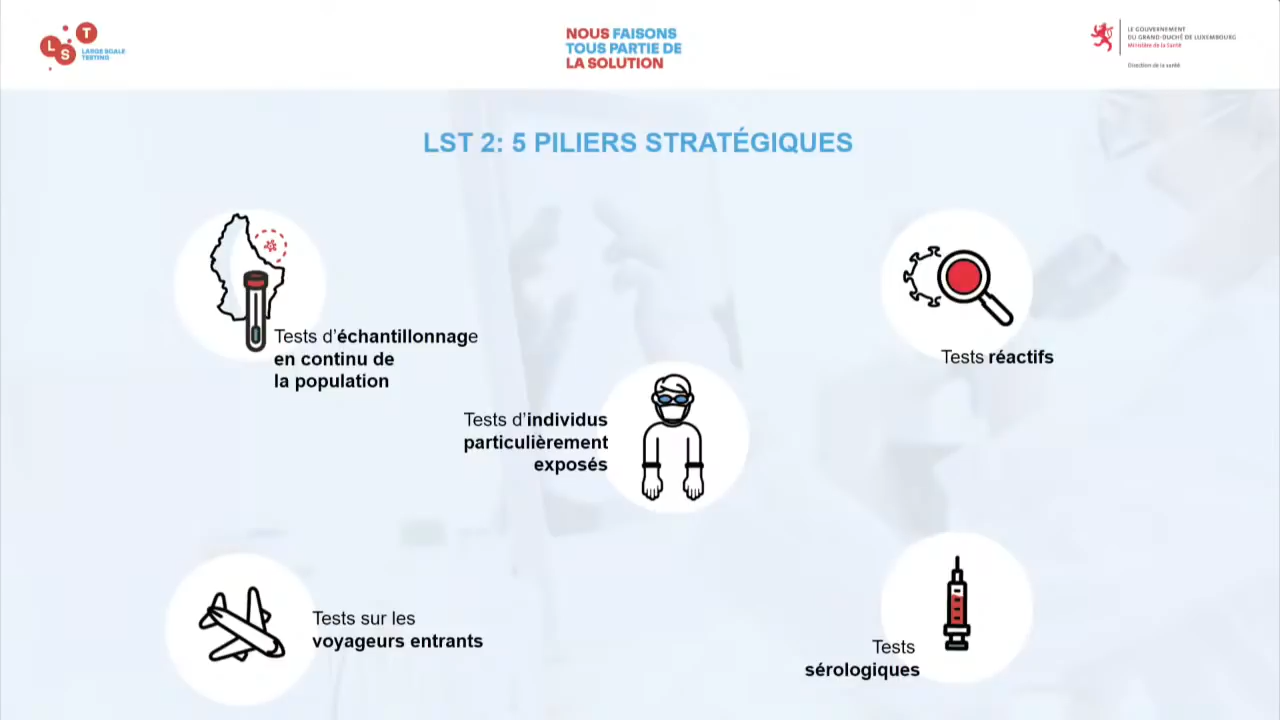 L
S
T
LARGE SCALE
TESTING
NOUS FAISONS
TOUS PARTIE DE
LA SOLUTION
LE GOUVERNEMENT
DU GRAND-DUCHÉ DE LUXEMBOURG
Ministère de la Santé
Direction de la santé
LST 2: 5 PILIERS STRATÉGIQUES
Tests d'échantillonnage
en continu de
la population
Tests réactifs
Tests d'individus
particulièrement
exposés
Tests sur les
voyageurs entrants
Tests
sérologiques